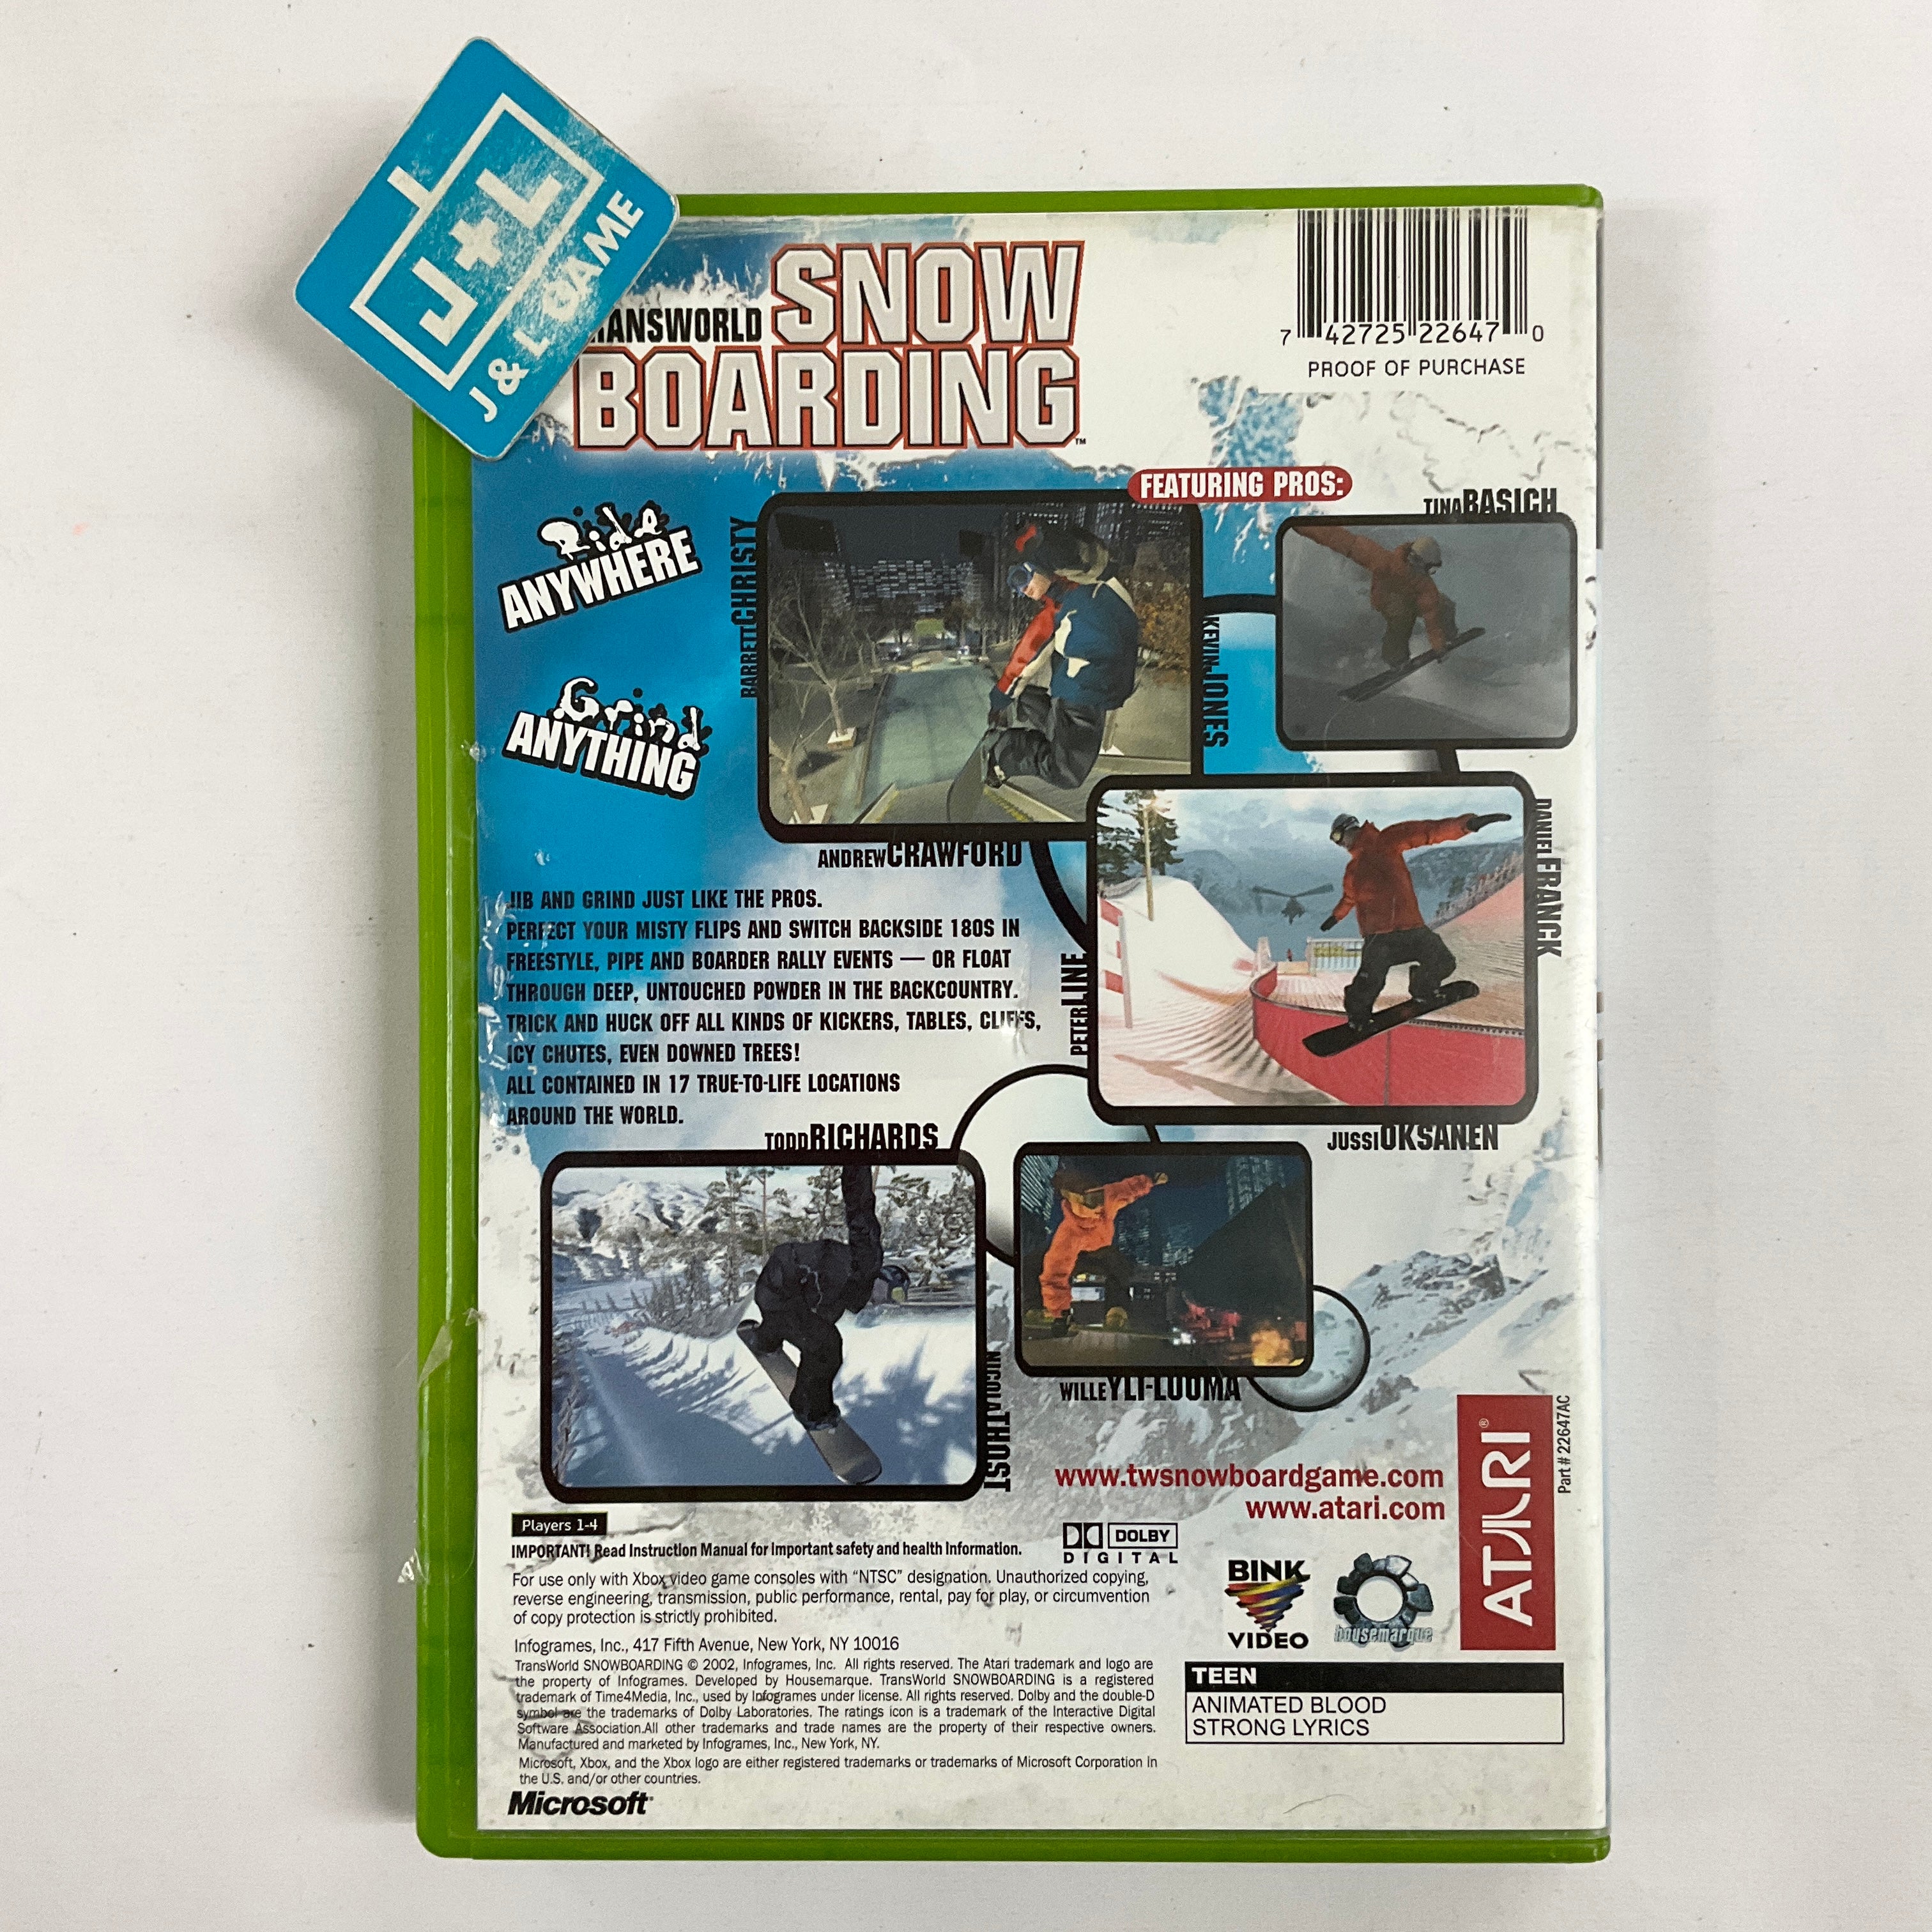 J+L
J & L GAME
SNOW
BOARDING™
7 42725 22647 0
PROOF OF PURCHASE
FEATURING PROS:
TINA BASICH
Ride
ANYWHERE
BARRETT CHRISTY
KEVIN JONES
Grind
ANYTHING
DANIEL FRANCK
ANDREW CRAWFORD
JIB AND GRIND JUST LIKE THE PROS.
PERFECT YOUR MISTY FLIPS AND SWITCH BACKSIDE 180S IN
FREESTYLE, PIPE AND BOARDER RALLY EVENTS — OR FLOAT
THROUGH DEEP, UNTOUCHED POWDER IN THE BACKCOUNTRY.
TRICK AND HUCK OFF ALL KINDS OF KICKERS, TABLES, CLIFFS,
ICY CHUTES, EVEN DOWNED TREES!
ALL CONTAINED IN 17 TRUE-TO-LIFE LOCATIONS
AROUND THE WORLD.
PETER LINE
TODD RICHARDS
JUSSI OKSANEN
NICOLA THOST
WILLE YLI-LUOMA
www.twsnowboardgame.com
www.atari.com
ATARI®
Part # 22647AC
Players 1-4
IMPORTANT! Read Instruction Manual for important safety and health Information.
DOLBY
DIGITAL
For use only with Xbox video game consoles with “NTSC” designation. Unauthorized copying,
reverse engineering, transmission, public performance, rental, pay for play, or circumvention
of copy protection is strictly prohibited.
BINK
VIDEO
housemarque
Infogrames, Inc., 417 Fifth Avenue, New York, NY 10016
TransWorld SNOWBOARDING © 2002, Infogrames, Inc. All rights reserved. The Atari trademark and logo are
the property of Infogrames. Developed by Housemarque. TransWorld SNOWBOARDING is a registered
trademark of Time4Media, Inc., used by Infogrames under license. All rights reserved. Dolby and the double-D
symbol are the trademarks of Dolby Laboratories. The ratings icon is a trademark of the Interactive Digital
Software Association.All other trademarks and trade names are the property of their respective owners.
Manufactured and marketed by Infogrames, Inc., New York, NY.
Microsoft, Xbox, and the Xbox logo are either registered trademarks or trademarks of Microsoft Corporation in
the U.S. and/or other countries.
Microsoft
TEEN
ANIMATED BLOOD
STRONG LYRICS